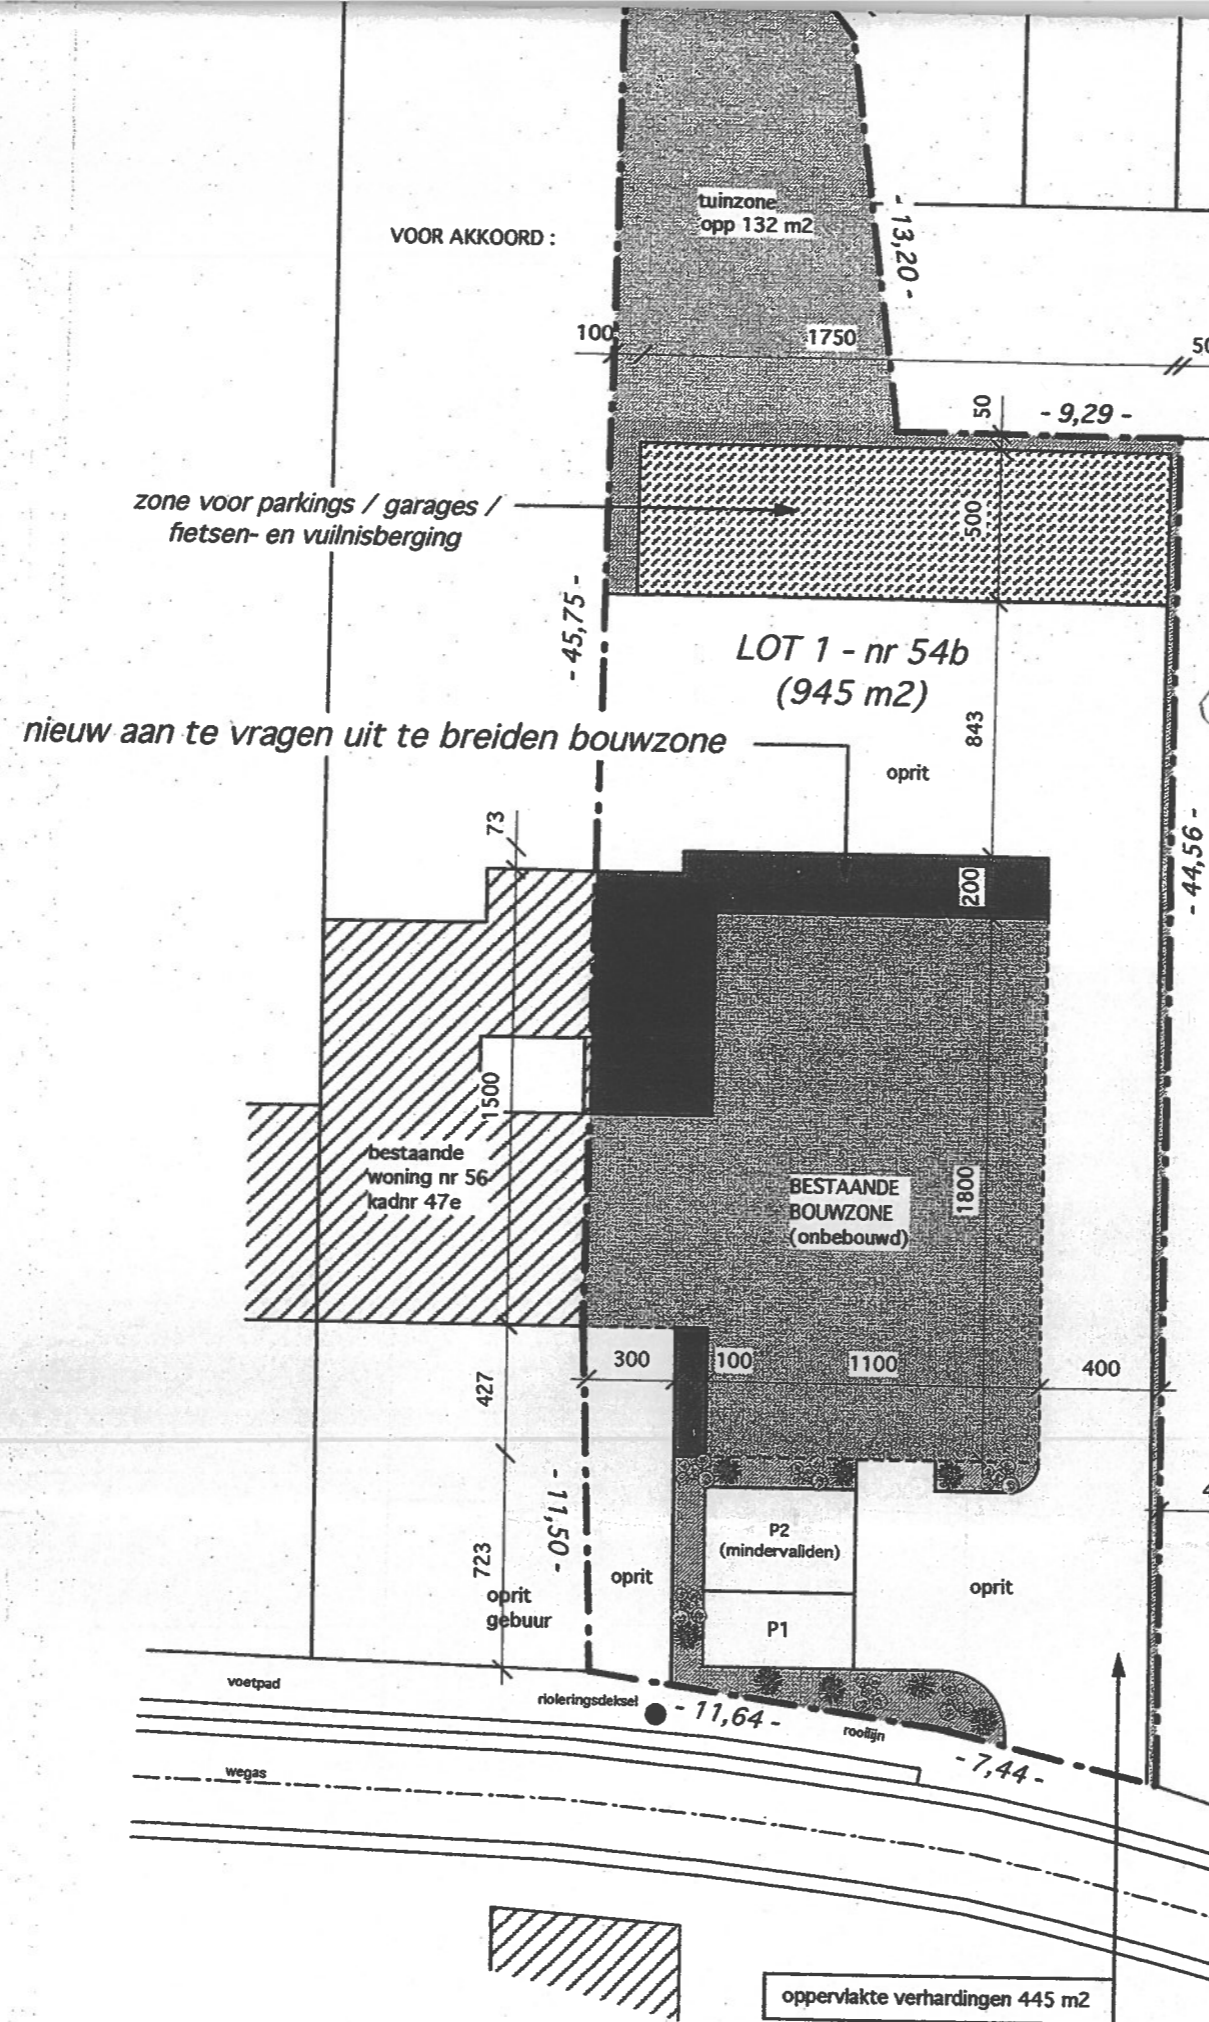 tuinzone
opp 132 m2
VOOR AKKOORD :
- 13,20 -
100
1750
50
- 9,29 -
zone voor parkings / garages /
fietsen- en vuilnisberging
500
- 45,75 -
LOT 1 - nr 54b
(945 m2)
nieuw aan te vragen uit te breiden bouwzone
843
oprit
73
200
- 44,56 -
1500
bestaande
woning nr 56
kadnr 47e
BESTAANDE
BOUWZONE
(onbebouwd)
1800
300
100
1100
400
427
- 11,50 -
723
P2
(mindervaliden)
oprit
oprit
oprit
gebuur
P1
voetpad
rioleringsdeksel
- 11,64 -
rooilijn
- 7,44 -
wegas
oppervlakte verhardingen 445 m2